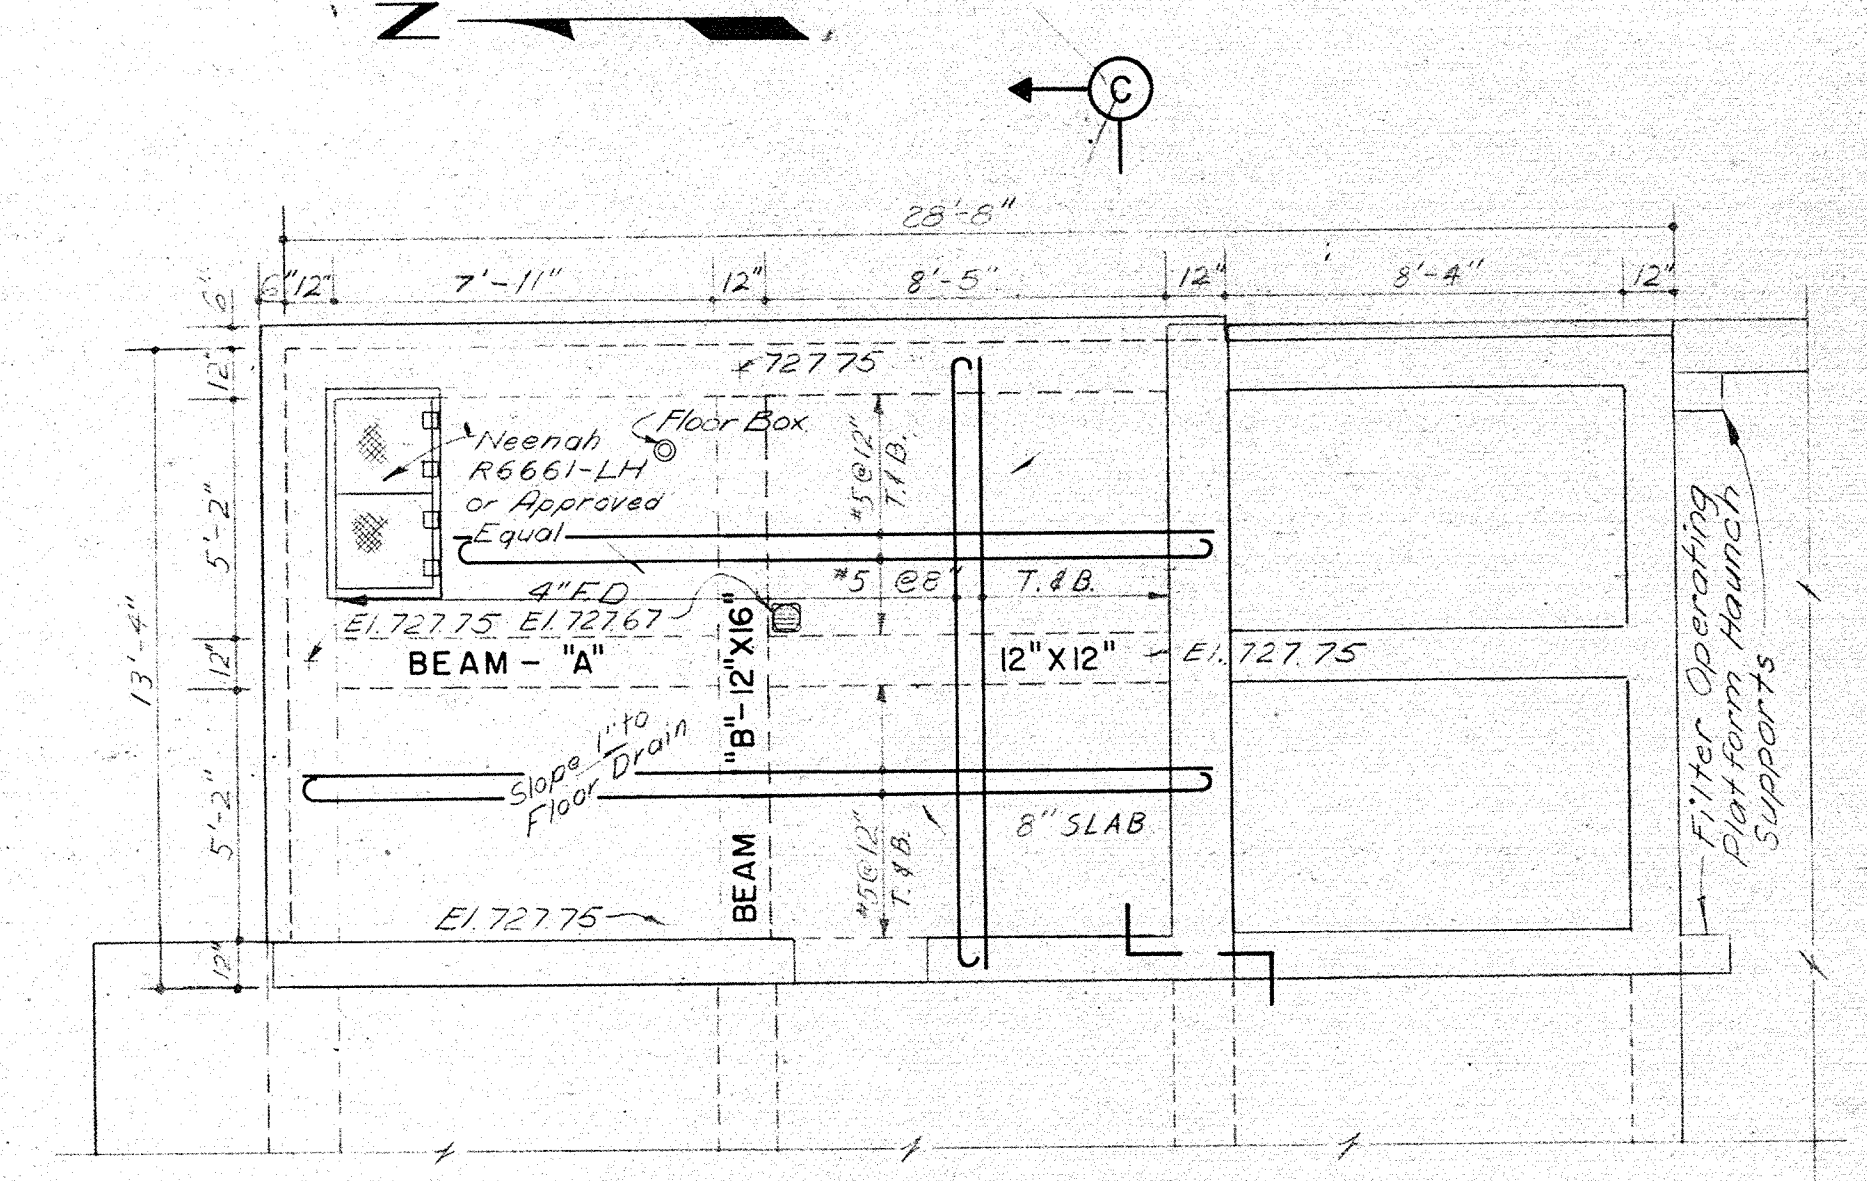 N
C
28'-8"
6" 12" 7'-11" 12" 8'-5" 12" 8'-4" 12"
6"
12"
5'-2"
12"
5'-2"
12"
13'-4"
727.75
Floor Box
Neenah
R6661-LH
or Approved
Equal
#5@12"
T.&B.
#5 @8" T.&B.
4"F.D
El.727.75 El.727.67
BEAM - "A" 12"X12"
El.727.75
BEAM "B"-12"X16"
Slope 1" to
Floor Drain
#5@12"
T.&B.
8" SLAB
El.727.75
Filter Operating
Platform Haunch
Supports